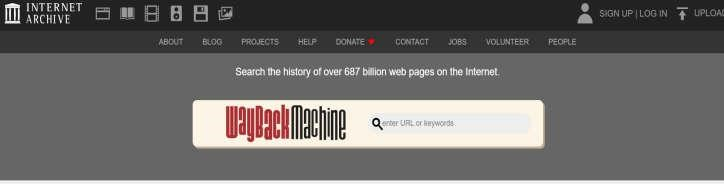 INTERNET ARCHIVE
SIGN UP | LOG IN UPLOAD
ABOUT BLOG PROJECTS HELP DONATE CONTACT JOBS VOLUNTEER PEOPLE
Search the history of over 687 billion web pages on the Internet.
WayBackMachine enter URL or keywords